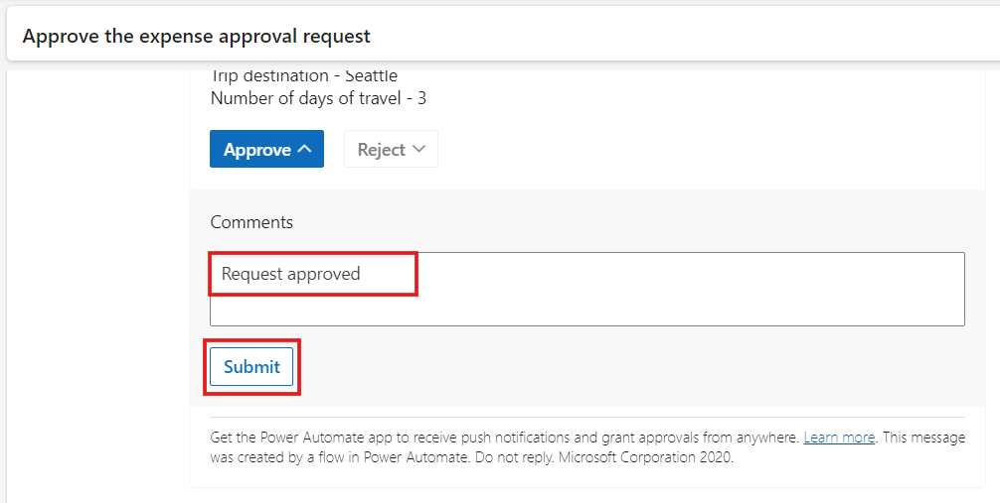 Approve the expense approval request
Trip destination - Seattle
Number of days of travel - 3
Approve
Reject
Comments
Request approved
Submit
Get the Power Automate app to receive push notifications and grant approvals from anywhere. Learn more. This message
was created by a flow in Power Automate. Do not reply. Microsoft Corporation 2020.